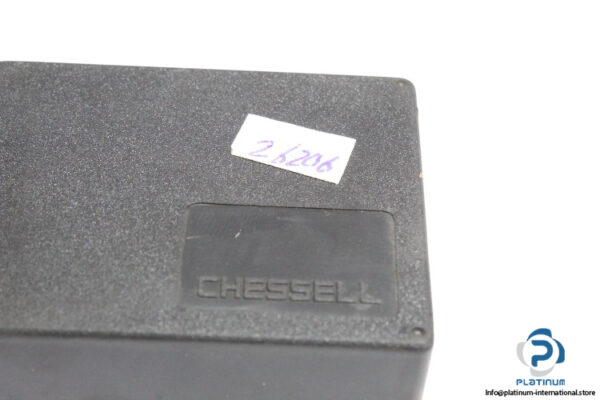 26206
CHESSELL
PLATINUM
Info@platinum-international.store